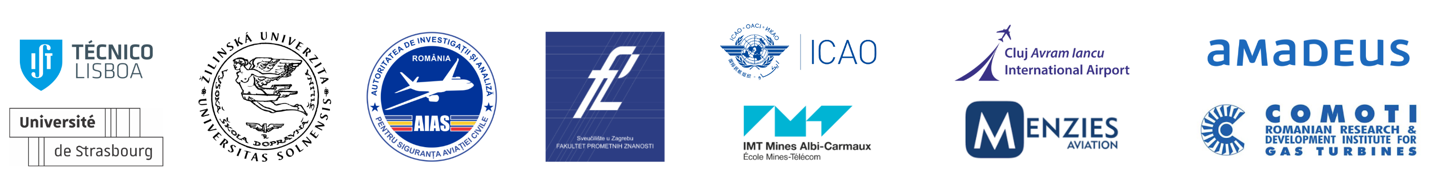 TÉCNICO
LISBOA
Université
de Strasbourg
ŽILINSKÁ UNIVERZITA
UNIVERSITAS SOLNENSIS
AUTORITATEA DE INVESTIGAȚII ȘI ANALIZĂ
ROMÂNIA
AIAS
PENTRU SIGURANȚA AVIAȚIEI CIVILE
Sveučilište u Zagrebu
FAKULTET PROMETNIH ZNANOSTI
ICAO · OACI · ИКАО
ICAO
IMT Mines Albi-Carmaux
École Mines-Télécom
Cluj Avram Iancu
International Airport
MENZIES
AVIATION
aMaDEUS
COMOTI
ROMANIAN RESEARCH &
DEVELOPMENT INSTITUTE FOR
GAS TURBINES